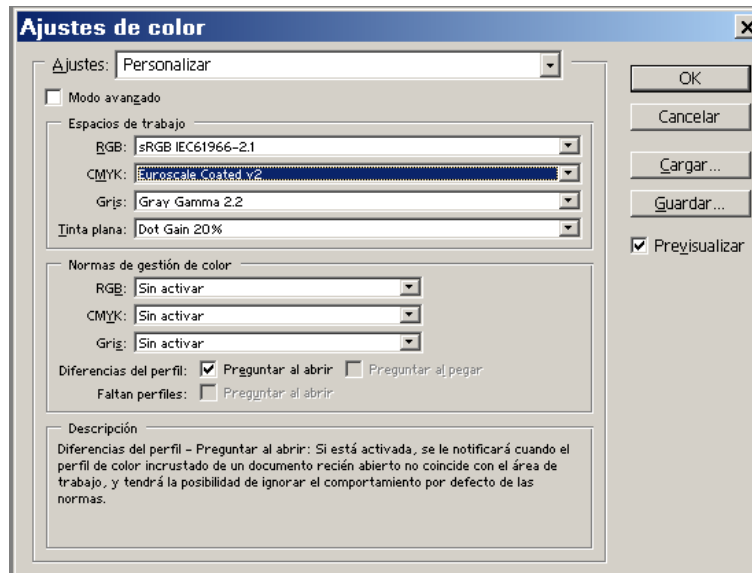 Ajustes de color
Ajustes: Personalizar
OK
Modo avanzado
Cancelar
Espacios de trabajo
RGB: sRGB IEC61966-2.1
CMYK: Euroscale Coated v2
Cargar...
Gris: Gray Gamma 2.2
Guardar...
Tinta plana: Dot Gain 20%
Previsualizar
Normas de gestión de color
RGB: Sin activar
CMYK: Sin activar
Gris: Sin activar
Diferencias del perfil: Preguntar al abrir Preguntar al pegar
Faltan perfiles: Preguntar al abrir
Descripción
Diferencias del perfil - Preguntar al abrir: Si está activada, se le notificará cuando el
perfil de color incrustado de un documento recién abierto no coincide con el área de
trabajo, y tendrá la posibilidad de ignorar el comportamiento por defecto de las
normas.